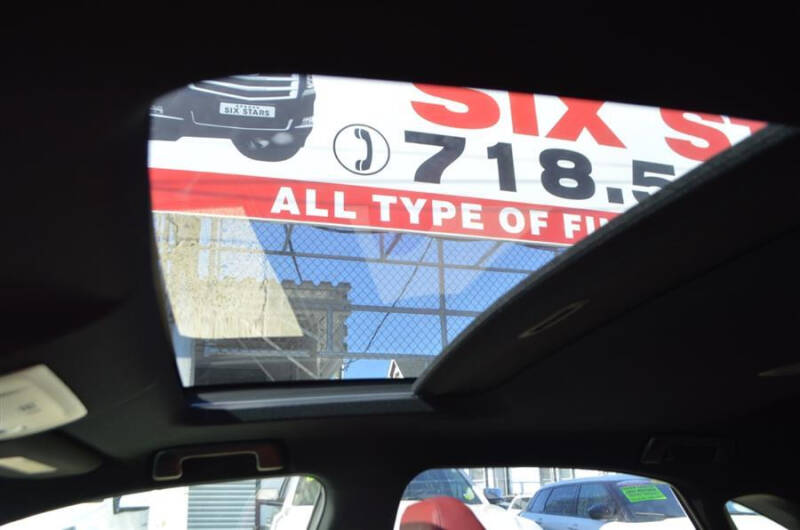 SIX STARS
SIX S
718.5
ALL TYPE OF FI